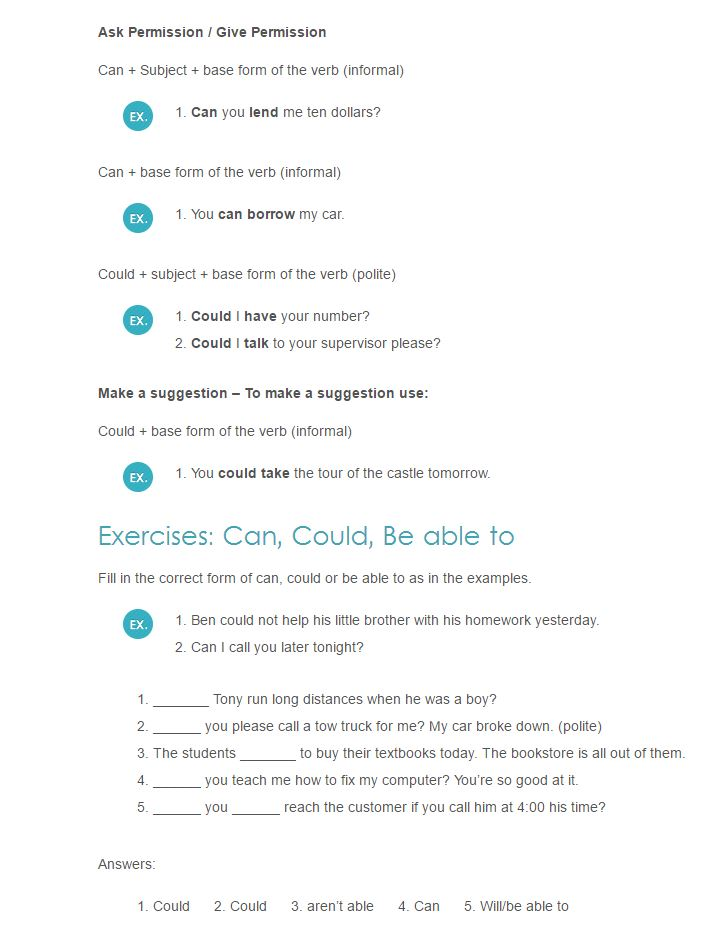 Ask Permission / Give Permission
Can + Subject + base form of the verb (informal)
EX. 1. Can you lend me ten dollars?
Can + base form of the verb (informal)
EX. 1. You can borrow my car.
Could + subject + base form of the verb (polite)
EX. 1. Could I have your number?
2. Could I talk to your supervisor please?
Make a suggestion – To make a suggestion use:
Could + base form of the verb (informal)
EX. 1. You could take the tour of the castle tomorrow.
Exercises: Can, Could, Be able to
Fill in the correct form of can, could or be able to as in the examples.
EX. 1. Ben could not help his little brother with his homework yesterday.
2. Can I call you later tonight?
1. _______ Tony run long distances when he was a boy?
2. ______ you please call a tow truck for me? My car broke down. (polite)
3. The students _______ to buy their textbooks today. The bookstore is all out of them.
4. ______ you teach me how to fix my computer? You're so good at it.
5. ______ you ______ reach the customer if you call him at 4:00 his time?
Answers:
1. Could 2. Could 3. aren't able 4. Can 5. Will/be able to